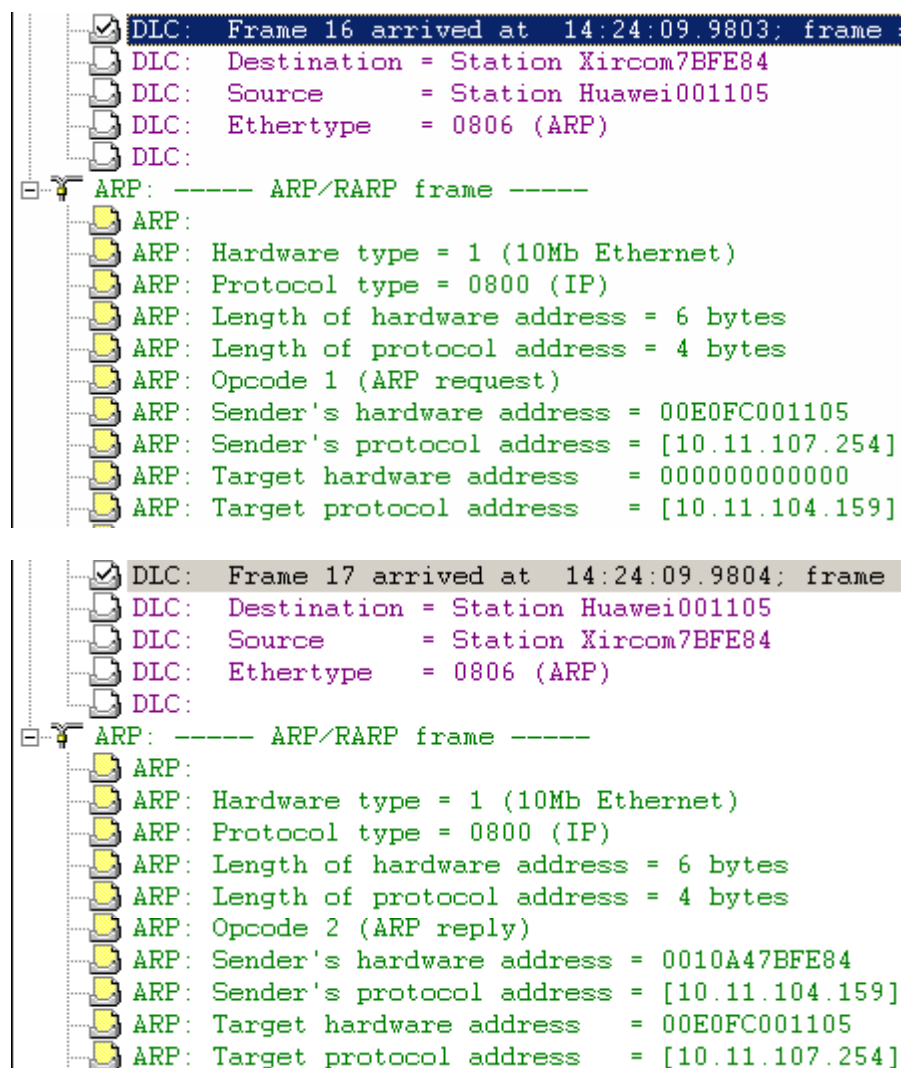 DLC: Frame 16 arrived at 14:24:09.9803; frame
DLC: Destination = Station Xircom7BFE84
DLC: Source = Station Huawei001105
DLC: Ethertype = 0806 (ARP)
DLC:
ARP: ----- ARP/RARP frame -----
ARP:
ARP: Hardware type = 1 (10Mb Ethernet)
ARP: Protocol type = 0800 (IP)
ARP: Length of hardware address = 6 bytes
ARP: Length of protocol address = 4 bytes
ARP: Opcode 1 (ARP request)
ARP: Sender's hardware address = 00E0FC001105
ARP: Sender's protocol address = [10.11.107.254]
ARP: Target hardware address = 000000000000
ARP: Target protocol address = [10.11.104.159]
DLC: Frame 17 arrived at 14:24:09.9804; frame
DLC: Destination = Station Huawei001105
DLC: Source = Station Xircom7BFE84
DLC: Ethertype = 0806 (ARP)
DLC:
ARP: ----- ARP/RARP frame -----
ARP:
ARP: Hardware type = 1 (10Mb Ethernet)
ARP: Protocol type = 0800 (IP)
ARP: Length of hardware address = 6 bytes
ARP: Length of protocol address = 4 bytes
ARP: Opcode 2 (ARP reply)
ARP: Sender's hardware address = 0010A47BFE84
ARP: Sender's protocol address = [10.11.104.159]
ARP: Target hardware address = 00E0FC001105
ARP: Target protocol address = [10.11.107.254]